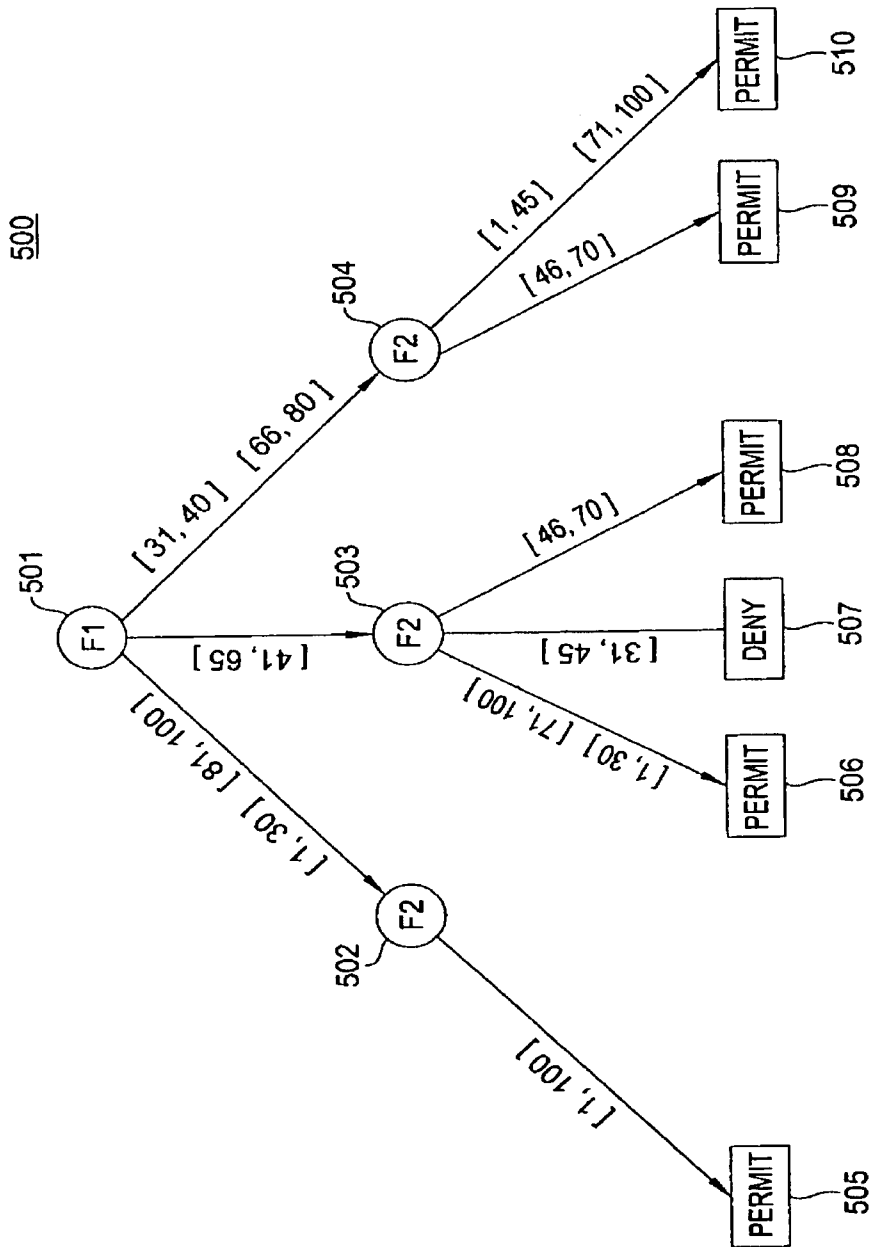 500
501
F1
[31, 40] [66, 80]
[41, 65]
[1, 30] [81, 100]
504
F2
503
F2
502
F2
[1, 45] [71, 100]
[46, 70]
[46, 70]
[31, 45]
[1, 30] [71, 100]
[1, 100]
PERMIT
505
PERMIT
506
DENY
507
PERMIT
508
PERMIT
509
PERMIT
510